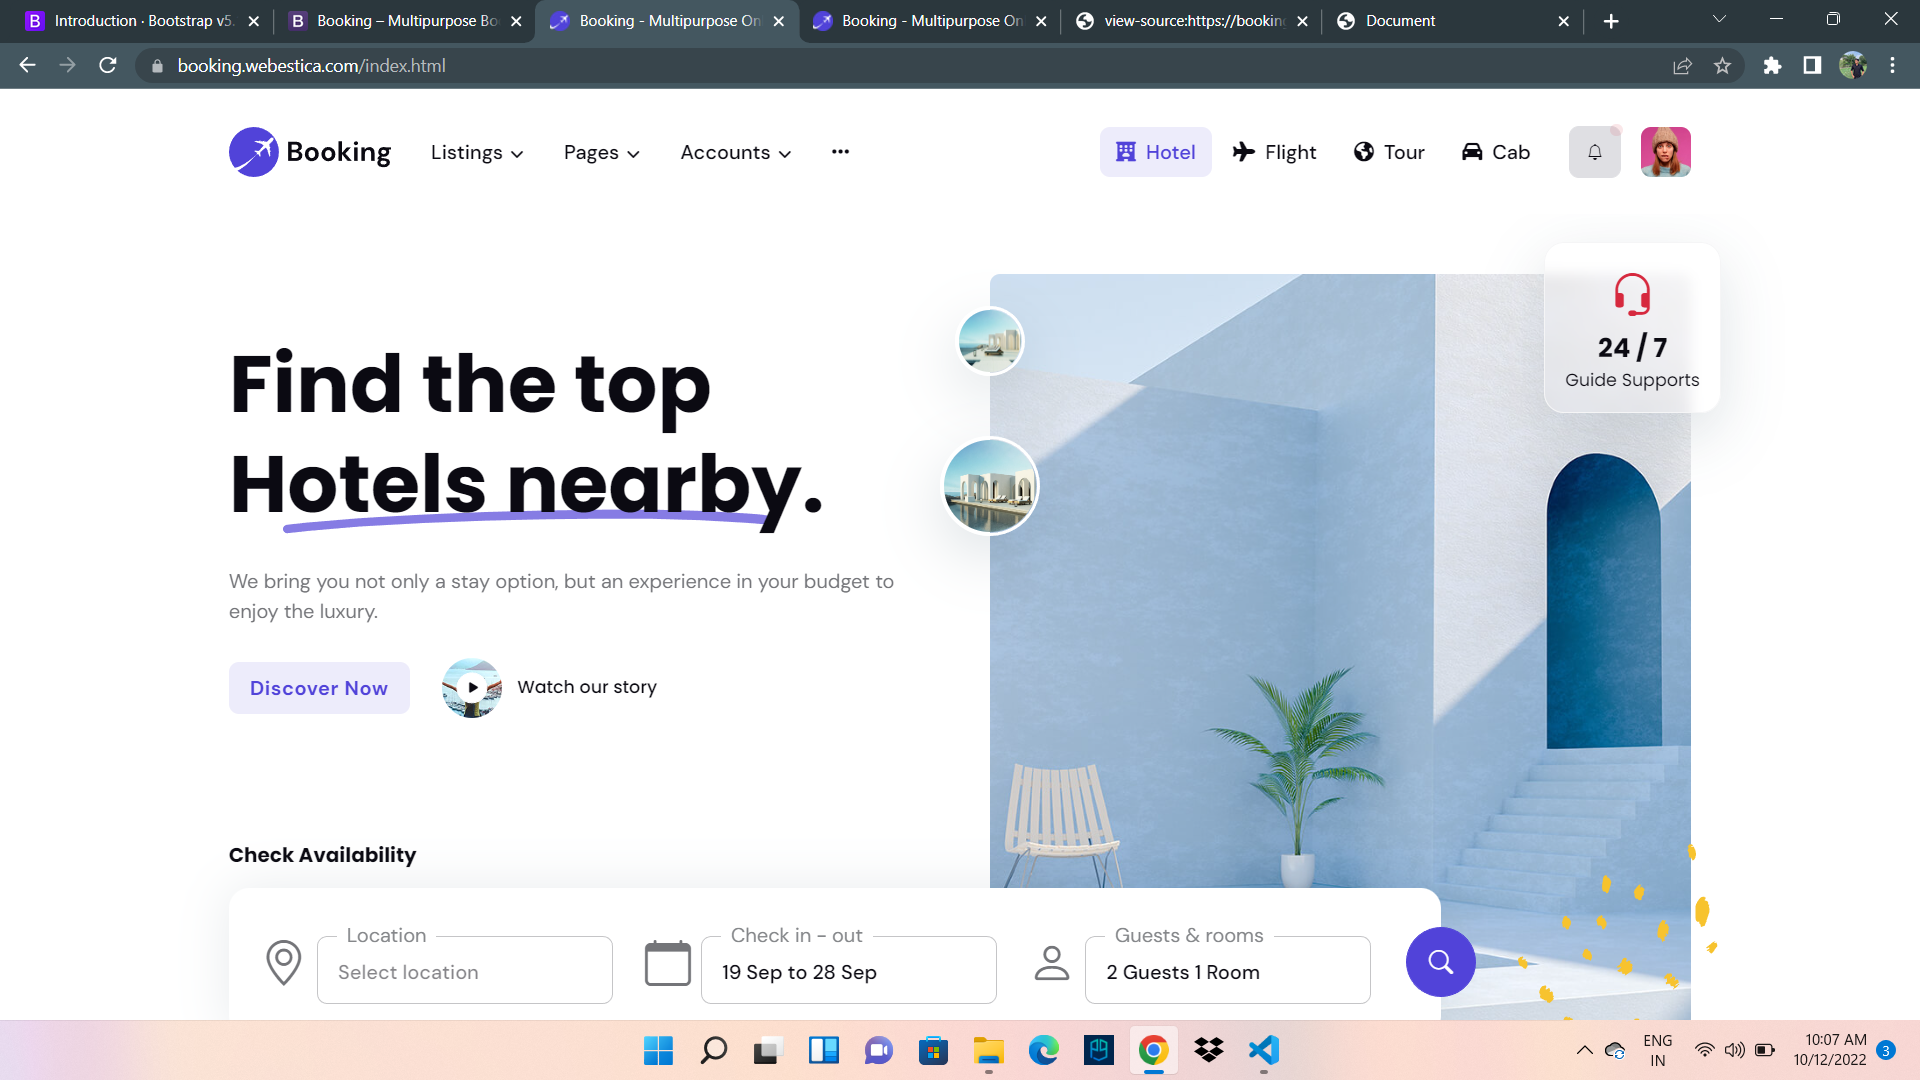 Introduction · Bootstrap v5.
Booking – Multipurpose Bo
Booking - Multipurpose On
Booking - Multipurpose On
view-source:https://booking
Document
booking.webestica.com/index.html
Booking
Listings
Pages
Accounts
Hotel
Flight
Tour
Cab
24 / 7
Guide Supports
Find the top
Hotels nearby.
We bring you not only a stay option, but an experience in your budget to
enjoy the luxury.
Discover Now
Watch our story
Check Availability
Location
Select location
Check in - out
19 Sep to 28 Sep
Guests & rooms
2 Guests 1 Room
ENG
IN
10:07 AM
10/12/2022
3